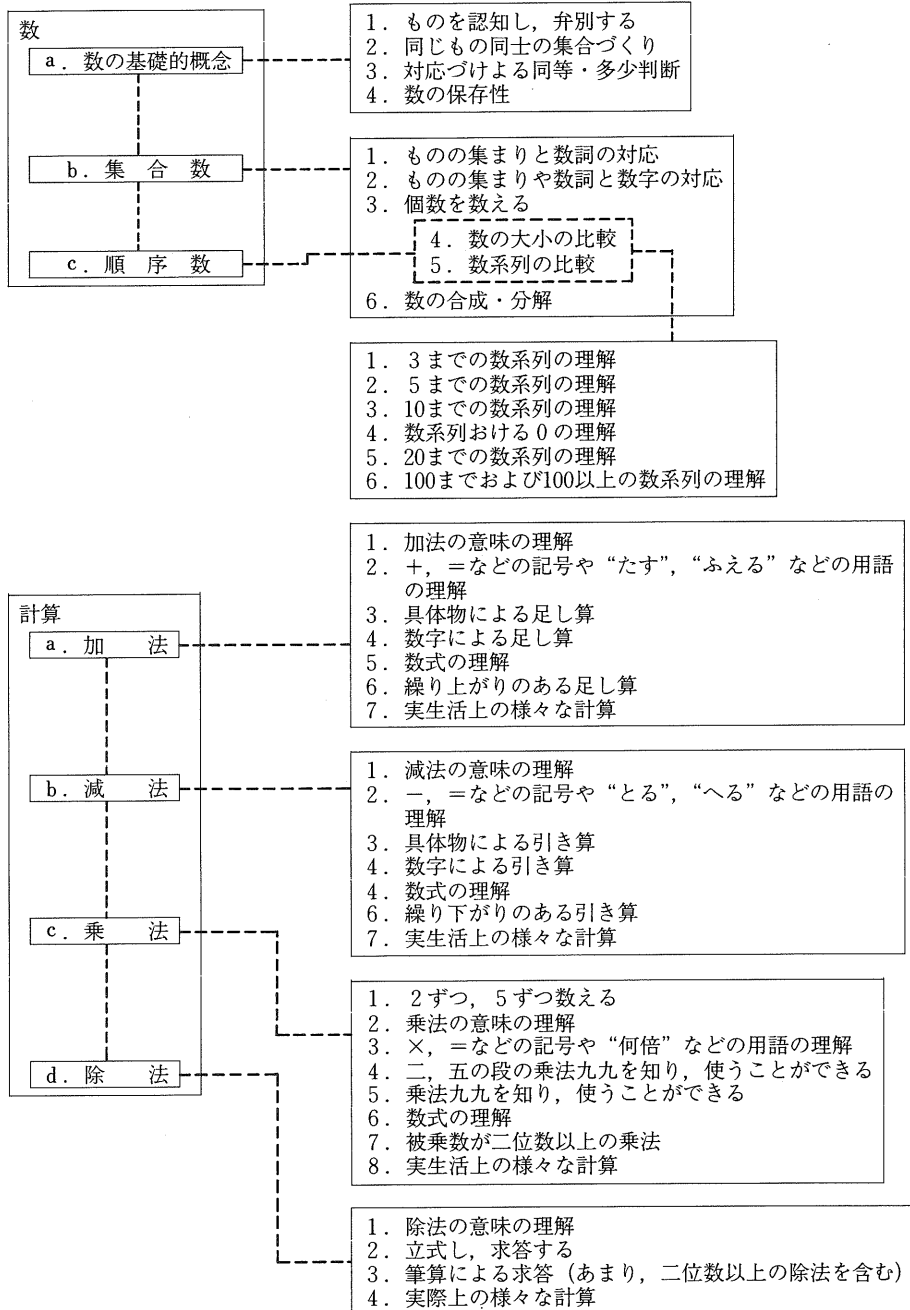 数
a．数の基礎的概念
1．ものを認知し，弁別する
2．同じもの同士の集合づくり
3．対応づけよる同等・多少判断
4．数の保存性
b．集 合 数
1．ものの集まりと数詞の対応
2．ものの集まりや数詞と数字の対応
3．個数を数える
4．数の大小の比較
5．数系列の比較
6．数の合成・分解
c．順 序 数
1．3までの数系列の理解
2．5までの数系列の理解
3．10までの数系列の理解
4．数系列おける0の理解
5．20までの数系列の理解
6．100までおよび100以上の数系列の理解
計算
a．加　法
1．加法の意味の理解
2．+，=などの記号や“たす”，“ふえる”などの用語
の理解
3．具体物による足し算
4．数字による足し算
5．数式の理解
6．繰り上がりのある足し算
7．実生活上の様々な計算
b．減　法
1．減法の意味の理解
2．−，=などの記号や“とる”，“へる”などの用語の
理解
3．具体物による引き算
4．数字による引き算
4．数式の理解
6．繰り下がりのある引き算
7．実生活上の様々な計算
c．乗　法
1．2ずつ，5ずつ数える
2．乗法の意味の理解
3．×，=などの記号や“何倍”などの用語の理解
4．二，五の段の乗法九九を知り，使うことができる
5．乗法九九を知り，使うことができる
6．数式の理解
7．被乗数が二位数以上の乗法
8．実生活上の様々な計算
d．除　法
1．除法の意味の理解
2．立式し，求答する
3．筆算による求答（あまり，二位数以上の除法を含む）
4．実際上の様々な計算